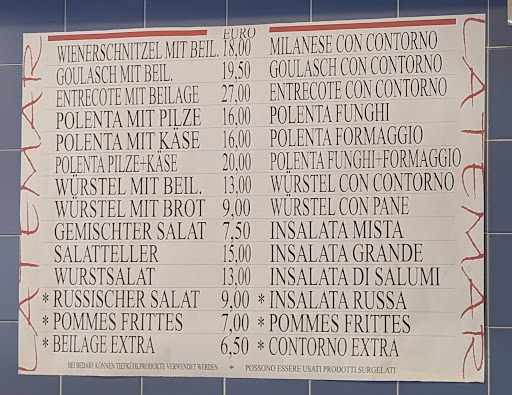 LATEMAR
EURO
WIENERSCHNITZEL MIT BEIL. 18,00 MILANESE CON CONTORNO
GOULASCH MIT BEIL. 19,50 GOULASCH CON CONTORNO
ENTRECOTE MIT BEILAGE 27,00 ENTRECOTE CON CONTORNO
POLENTA MIT PILZE 16,00 POLENTA FUNGHI
POLENTA MIT KÄSE 16,00 POLENTA FORMAGGIO
POLENTA PILZE+KÄSE 20,00 POLENTA FUNGHI+FORMAGGIO
WÜRSTEL MIT BEIL. 13,00 WÜRSTEL CON CONTORNO
WÜRSTEL MIT BROT 9,00 WÜRSTEL CON PANE
GEMISCHTER SALAT 7,50 INSALATA MISTA
SALATTELLER 15,00 INSALATA GRANDE
WURSTSALAT 13,00 INSALATA DI SALUMI
* RUSSISCHER SALAT 9,00 * INSALATA RUSSA
* POMMES FRITTES 7,00 * POMMES FRITTES
* BEILAGE EXTRA 6,50 * CONTORNO EXTRA
BEI BEDARF KÖNNEN TIEFKÜHLPRODUKTE VERWENDET WERDEN * POSSONO ESSERE USATI PRODOTTI SURGELATI
LATEMAR